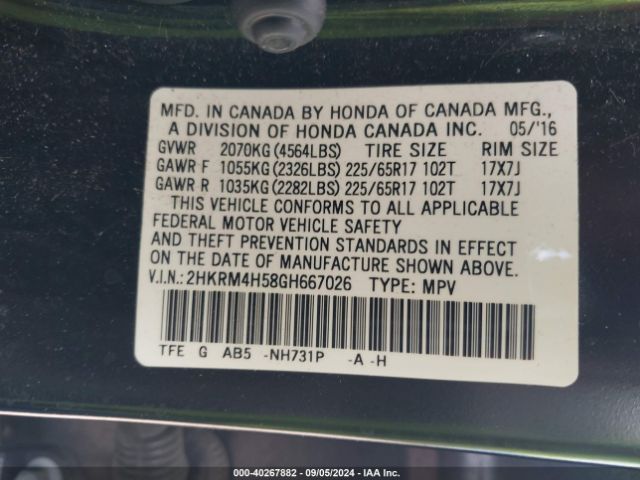 MFD. IN CANADA BY HONDA OF CANADA MFG.,
A DIVISION OF HONDA CANADA INC. 05/'16
GVWR 2070KG (4564LBS) TIRE SIZE RIM SIZE
GAWR F 1055KG (2326LBS) 225/65R17 102T 17X7J
GAWR R 1035KG (2282LBS) 225/65R17 102T 17X7J
THIS VEHICLE CONFORMS TO ALL APPLICABLE
FEDERAL MOTOR VEHICLE SAFETY
AND THEFT PREVENTION STANDARDS IN EFFECT
ON THE DATE OF MANUFACTURE SHOWN ABOVE.
V.I.N.: 2HKRM4H58GH667026 TYPE: MPV
TFE G AB5 -NH731P -A -H
000-40267882 - 09/05/2024 - IAA Inc.